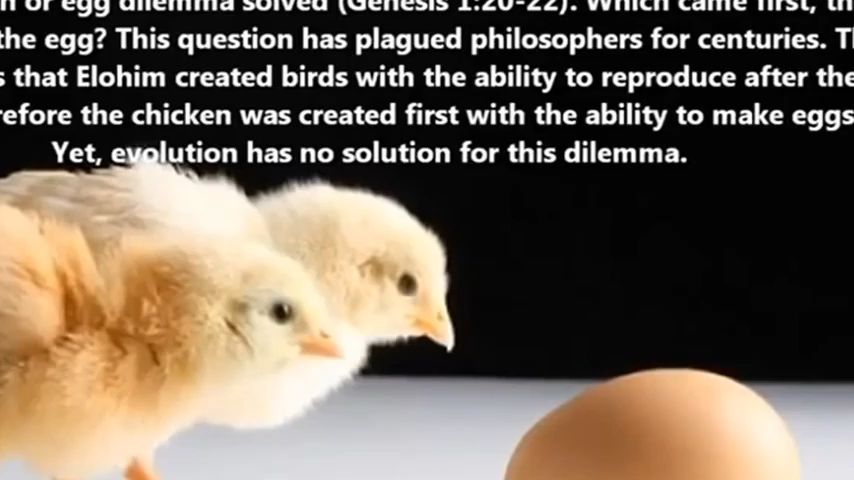 or egg dilemma solved (Genesis 1:20-22). Which came first, th
the egg? This question has plagued philosophers for centuries. T
s that Elohim created birds with the ability to reproduce after the
refore the chicken was created first with the ability to make eggs
Yet, evolution has no solution for this dilemma.